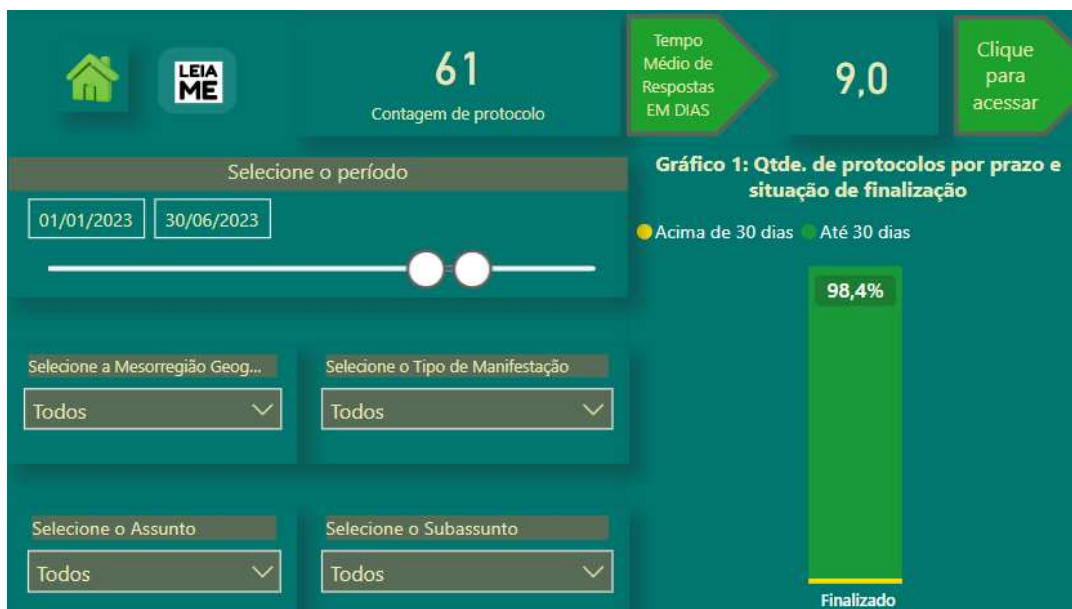 LEIA
ME
61
Contagem de protocolo
Tempo
Médio de
Respostas
EM DIAS
9,0
Clique
para
acessar
Selecione o período
01/01/2023 30/06/2023
Gráfico 1: Qtde. de protocolos por prazo e
situação de finalização
Acima de 30 dias Até 30 dias
98,4%
Finalizado
Selecione a Mesorregião Geog...
Todos
Selecione o Tipo de Manifestação
Todos
Selecione o Assunto
Todos
Selecione o Subassunto
Todos